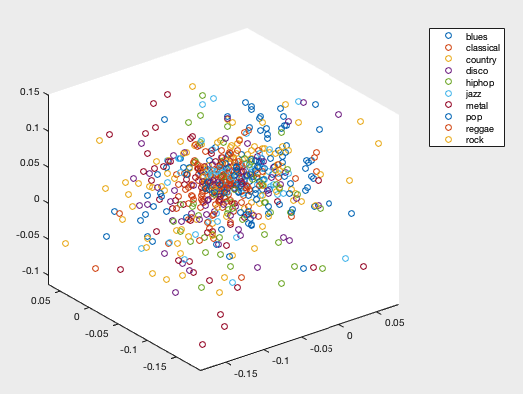 blues
classical
country
disco
hiphop
jazz
metal
pop
reggae
rock
0.15
0.1
0.05
0
-0.05
-0.1
0.05
0
-0.05
-0.1
-0.15
-0.15
-0.1
-0.05
0
0.05